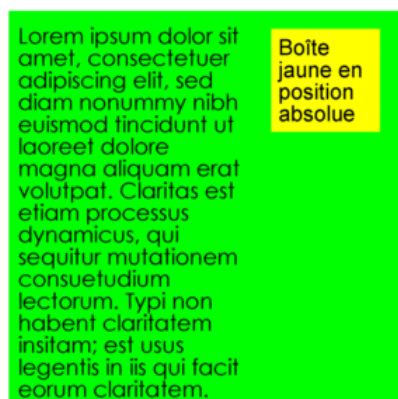 Lorem ipsum dolor sit
amet, consectetuer
adipiscing elit, sed
diam nonummy nibh
euismod tincidunt ut
laoreet dolore
magna aliquam erat
volutpat. Claritas est
etiam processus
dynamicus, qui
sequitur mutationem
consuetudium
lectorum. Typi non
habent claritatem
insitam; est usus
legentis in iis qui facit
eorum claritatem.
Boîte
jaune en
position
absolue